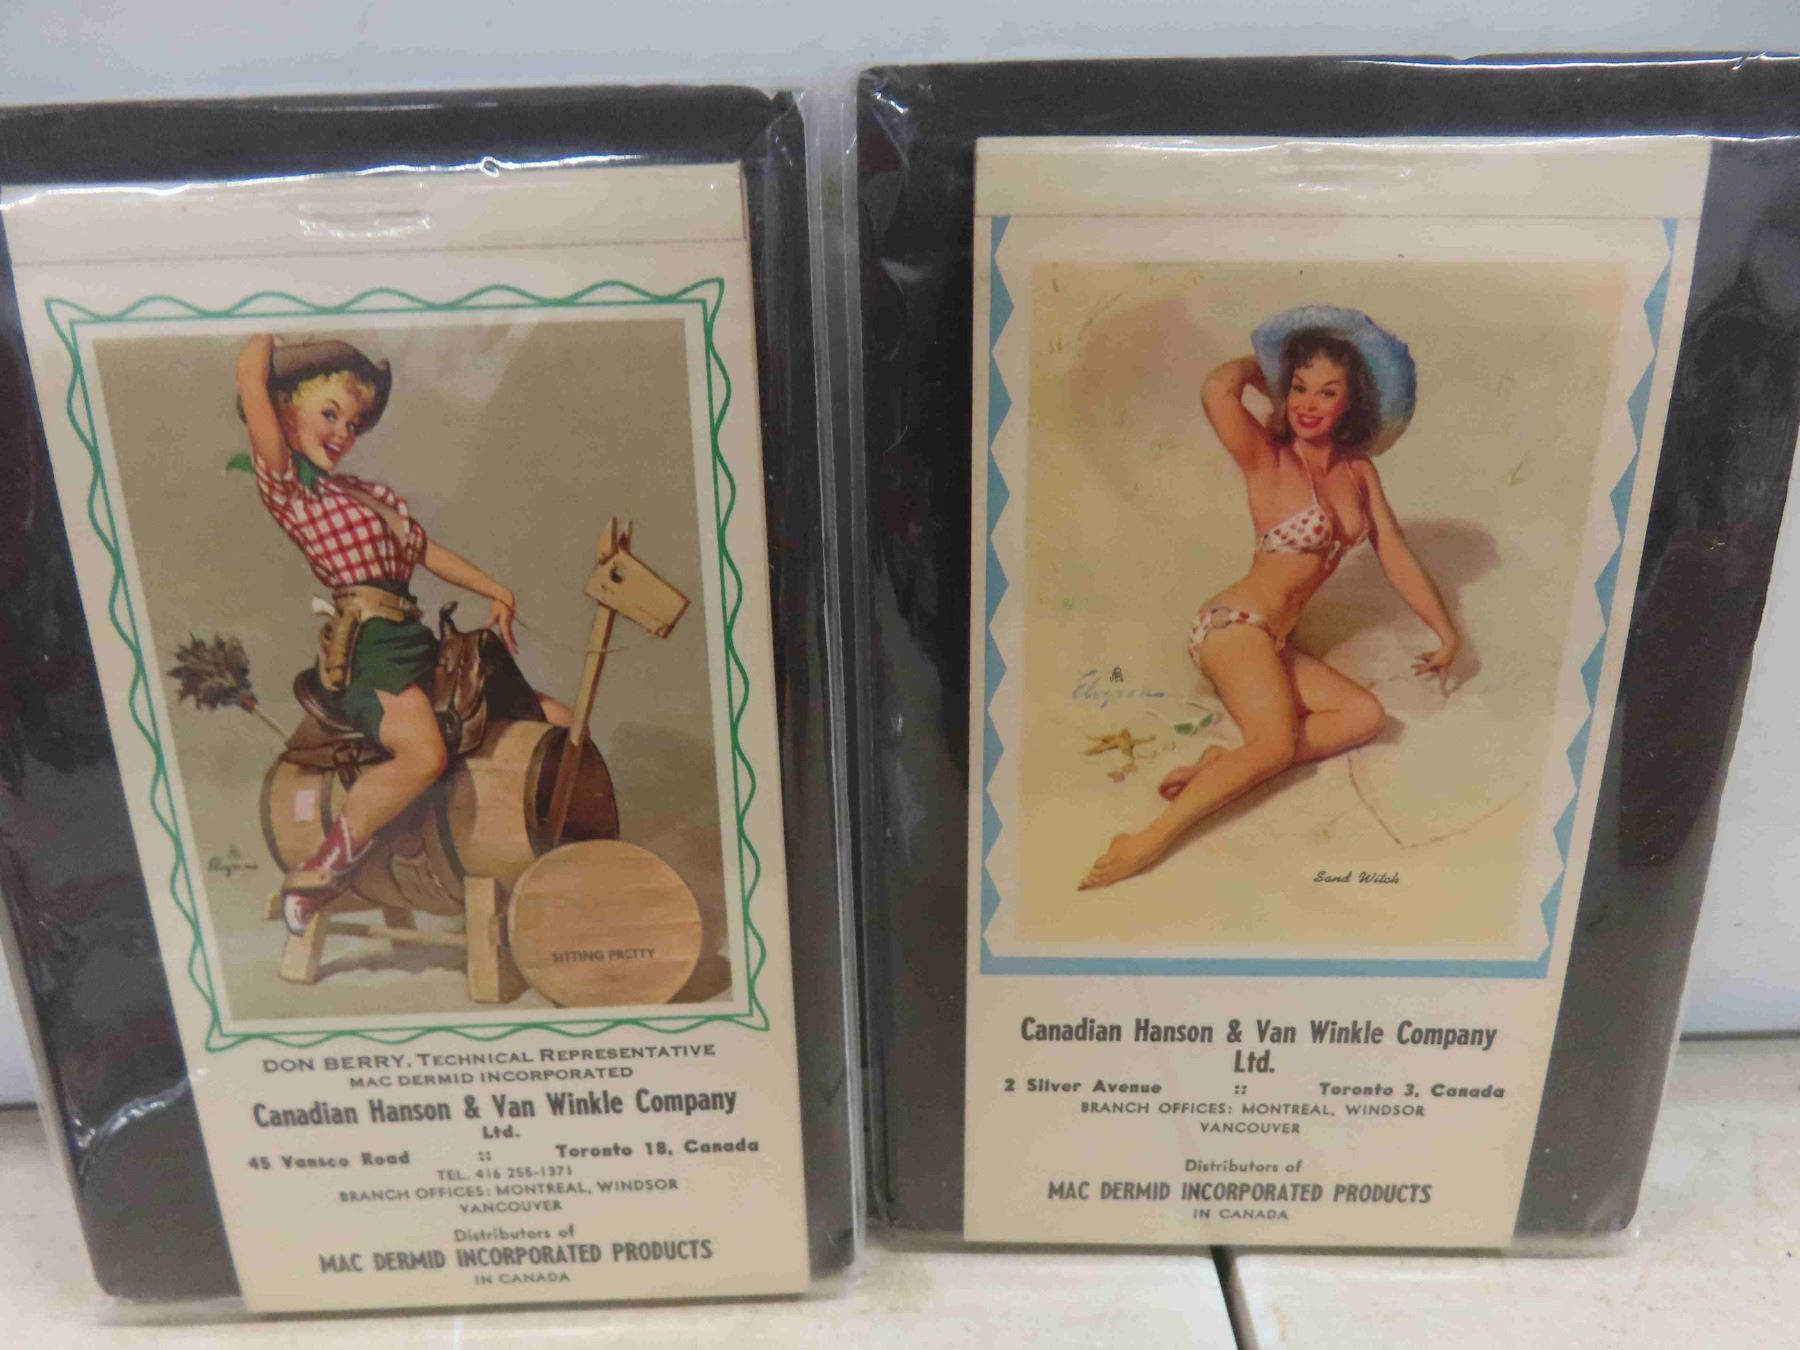 Elvgren
SITTING PRETTY
DON BERRY, TECHNICAL REPRESENTATIVE
MAC DERMID INCORPORATED
Canadian Hanson & Van Winkle Company
Ltd.
45 Vansco Road :: Toronto 18, Canada
TEL. 416 255-1371
BRANCH OFFICES: MONTREAL, WINDSOR
VANCOUVER
Distributors of
MAC DERMID INCORPORATED PRODUCTS
IN CANADA
Elvgren
Sand Witch
Canadian Hanson & Van Winkle Company
Ltd.
2 Silver Avenue :: Toronto 3, Canada
BRANCH OFFICES: MONTREAL, WINDSOR
VANCOUVER
Distributors of
MAC DERMID INCORPORATED PRODUCTS
IN CANADA